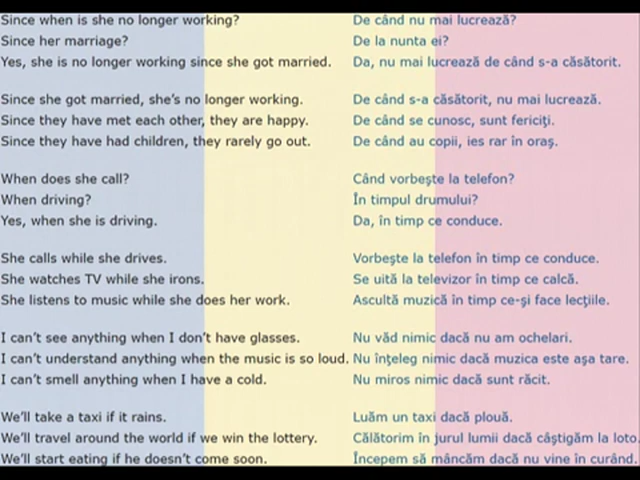 Since when is she no longer working? De când nu mai lucrează?
Since her marriage? De la nunta ei?
Yes, she is no longer working since she got married. Da, nu mai lucrează de când s-a căsătorit.
Since she got married, she's no longer working. De când s-a căsătorit, nu mai lucrează.
Since they have met each other, they are happy. De când se cunosc, sunt fericiţi.
Since they have had children, they rarely go out. De când au copii, ies rar în oraş.
When does she call? Când vorbeşte la telefon?
When driving? În timpul drumului?
Yes, when she is driving. Da, în timp ce conduce.
She calls while she drives. Vorbeşte la telefon în timp ce conduce.
She watches TV while she irons. Se uită la televizor în timp ce calcă.
She listens to music while she does her work. Ascultă muzică în timp ce-şi face lecţiile.
I can't see anything when I don't have glasses. Nu văd nimic dacă nu am ochelari.
I can't understand anything when the music is so loud. Nu înţeleg nimic dacă muzica este aşa tare.
I can't smell anything when I have a cold. Nu miros nimic dacă sunt răcit.
We'll take a taxi if it rains. Luăm un taxi dacă plouă.
We'll travel around the world if we win the lottery. Călătorim în jurul lumii dacă câştigăm la loto.
We'll start eating if he doesn't come soon. Începem să mâncăm dacă nu vine în curând.